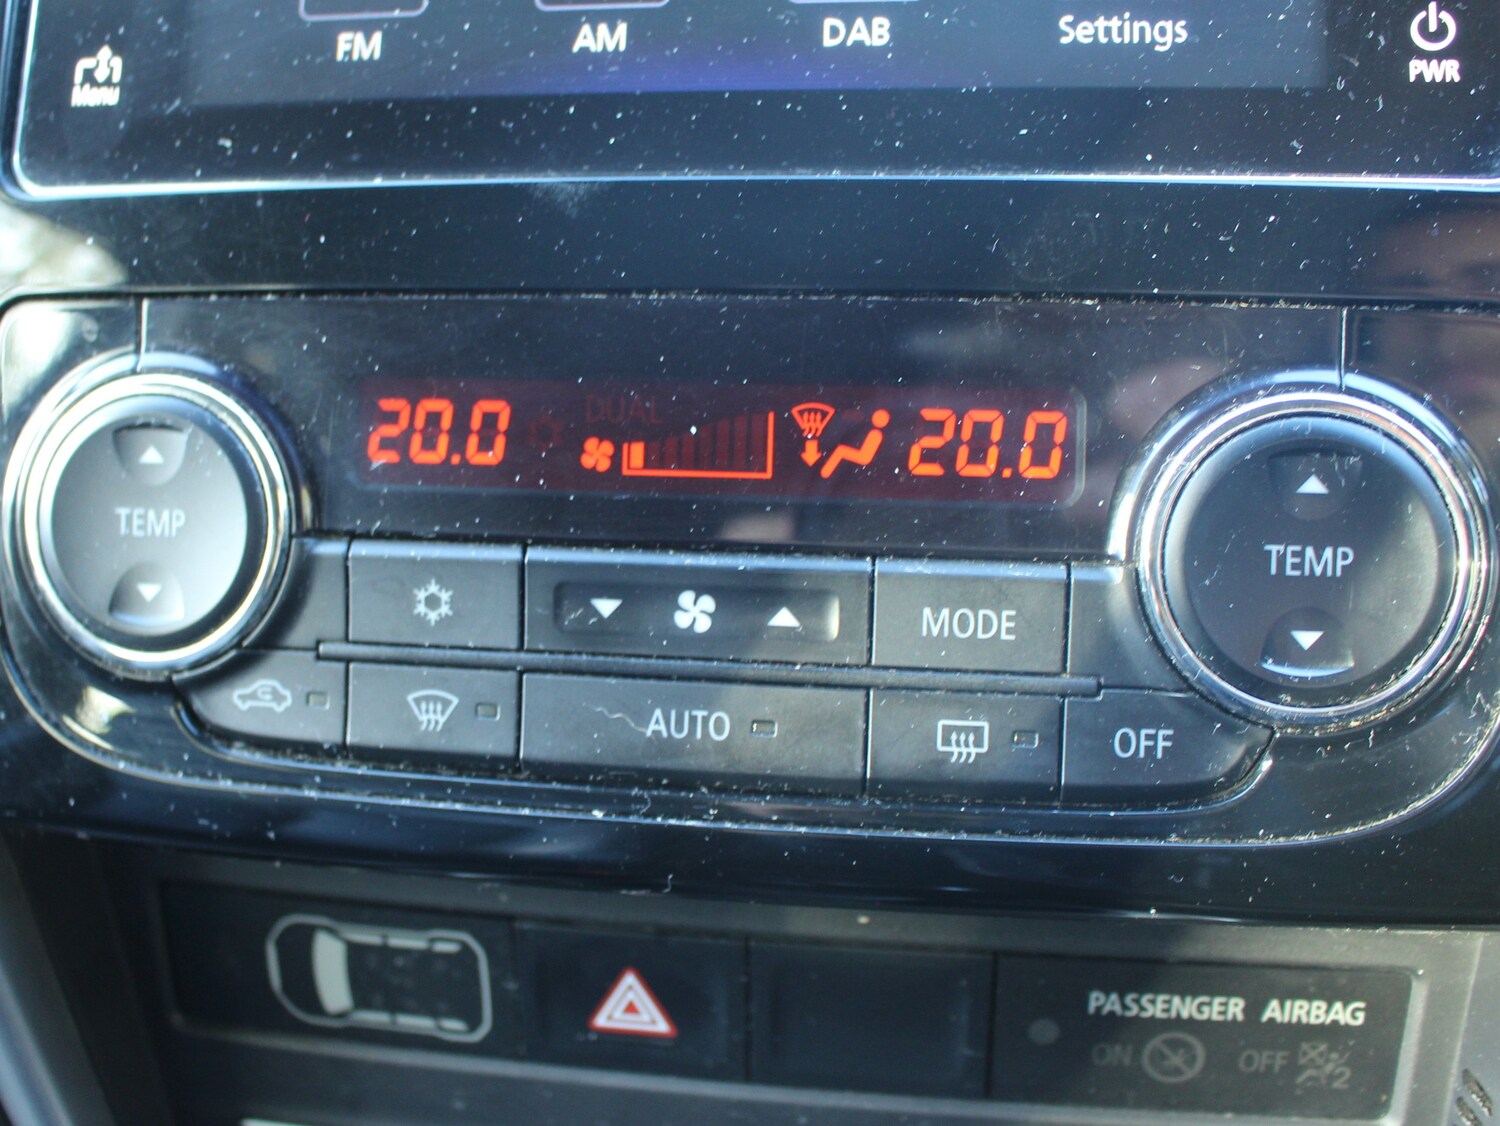 FM AM DAB Settings
Menu
PWR
DUAL
20.0 20.0
TEMP
TEMP
MODE
AUTO
OFF
PASSENGER AIRBAG
ON OFF 2